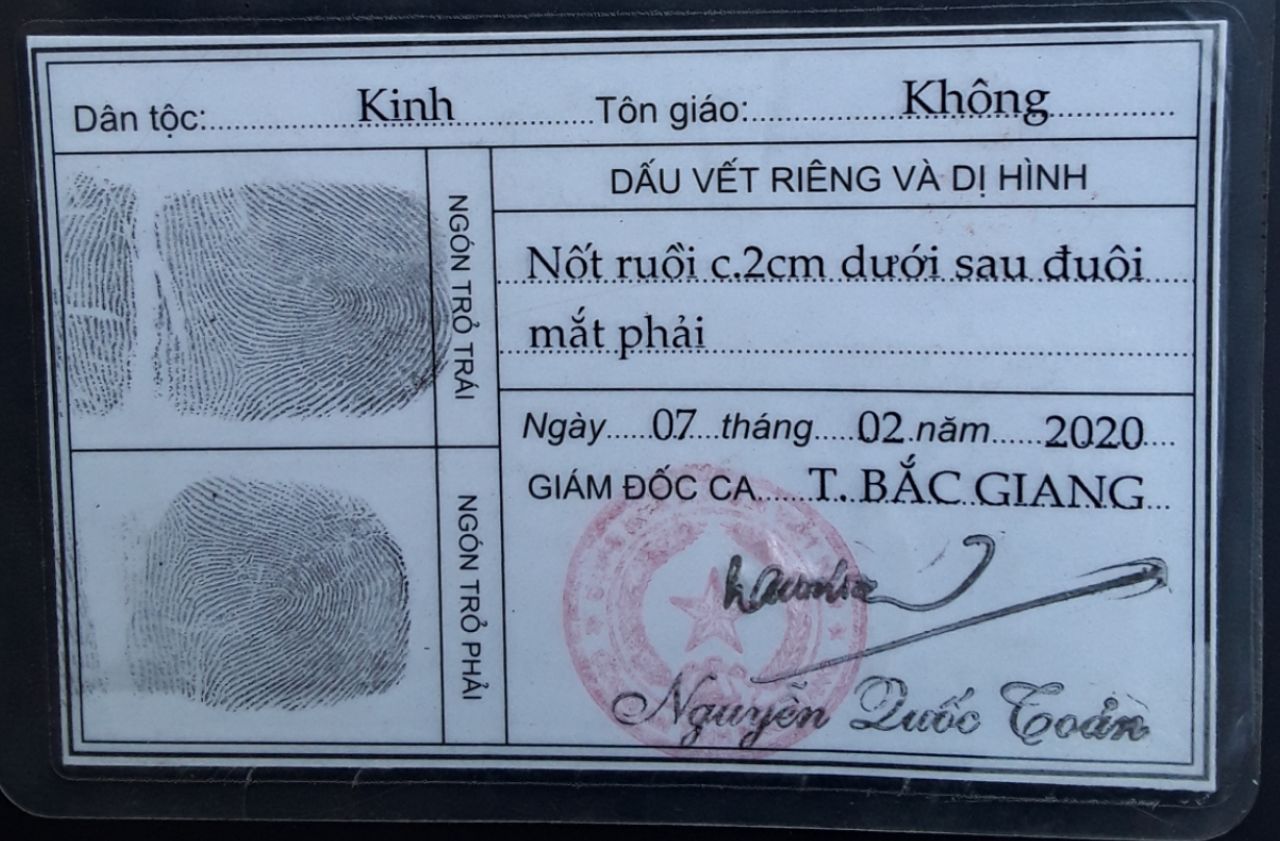 Dân tộc: Kinh Tôn giáo: Không
NGÓN TRỎ TRÁI
DẤU VẾT RIÊNG VÀ DỊ HÌNH
Nốt ruồi c.2cm dưới sau đuôi
mắt phải
NGÓN TRỎ PHẢI
Ngày 07 tháng 02 năm 2020
GIÁM ĐỐC CA T. BẮC GIANG
Nguyễn Quốc Toản